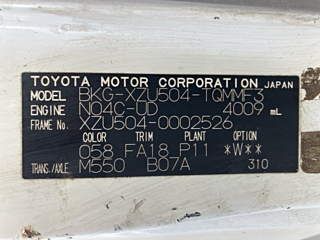 TOYOTA MOTOR CORPORATION JAPAN
MODEL BKG-XZU504-TQMMF3
ENGINE N04C-UD 4009 mL
FRAME No. XZU504-0002526
COLOR TRIM PLANT OPTION
058 FA18 P11 *W**
TRANS./AXLE M550 B07A 310